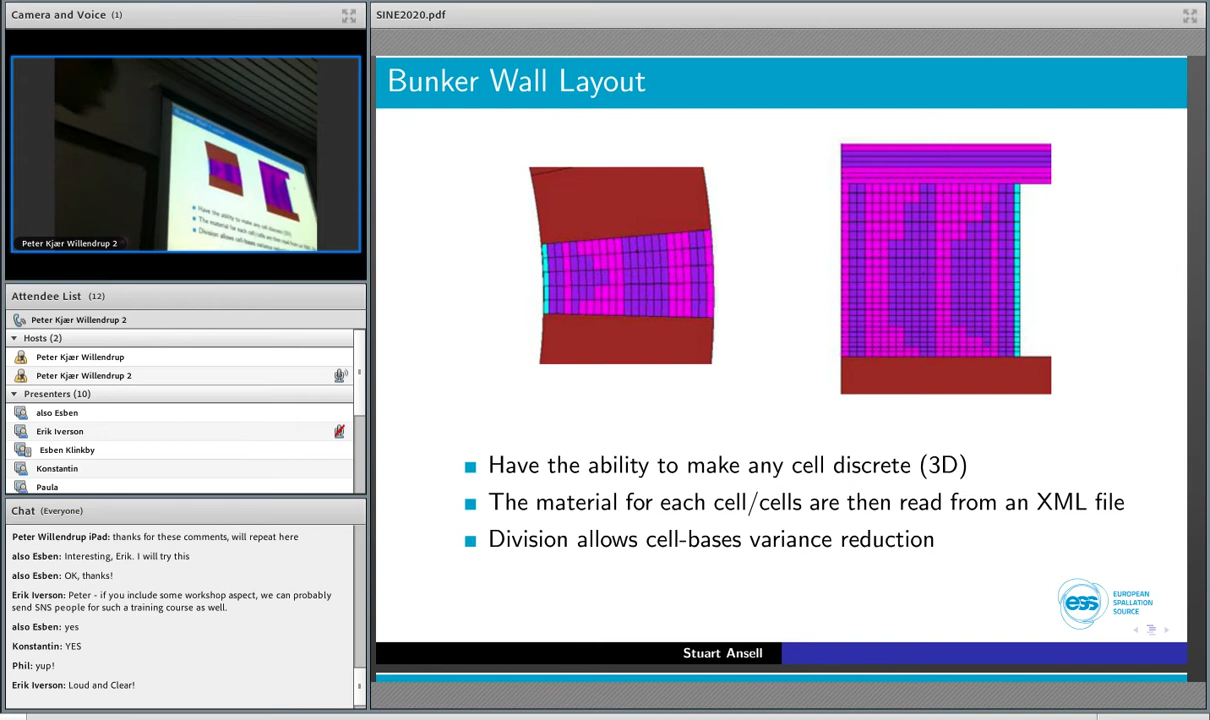 Camera and Voice (1)
Peter Kjær Willendrup 2
Attendee List (12)
Peter Kjær Willendrup 2
Hosts (2)
Peter Kjær Willendrup
Peter Kjær Willendrup 2
Presenters (10)
also Esben
Erik Iverson
Esben Klinkby
Konstantin
Paula
Chat (Everyone)
Peter Willendrup iPad: thanks for these comments, will repeat here
also Esben: Interesting, Erik. I will try this
also Esben: OK, thanks!
Erik Iverson: Peter - if you include some workshop aspect, we can probably
send SNS people for such a training course as well.
also Esben: yes
Konstantin: YES
Phil: yup!
Erik Iverson: Loud and Clear!
SINE2020.pdf
Bunker Wall Layout
Have the ability to make any cell discrete (3D)
The material for each cell/cells are then read from an XML file
Division allows cell-bases variance reduction
ess
EUROPEAN
SPALLATION
SOURCE
Stuart Ansell